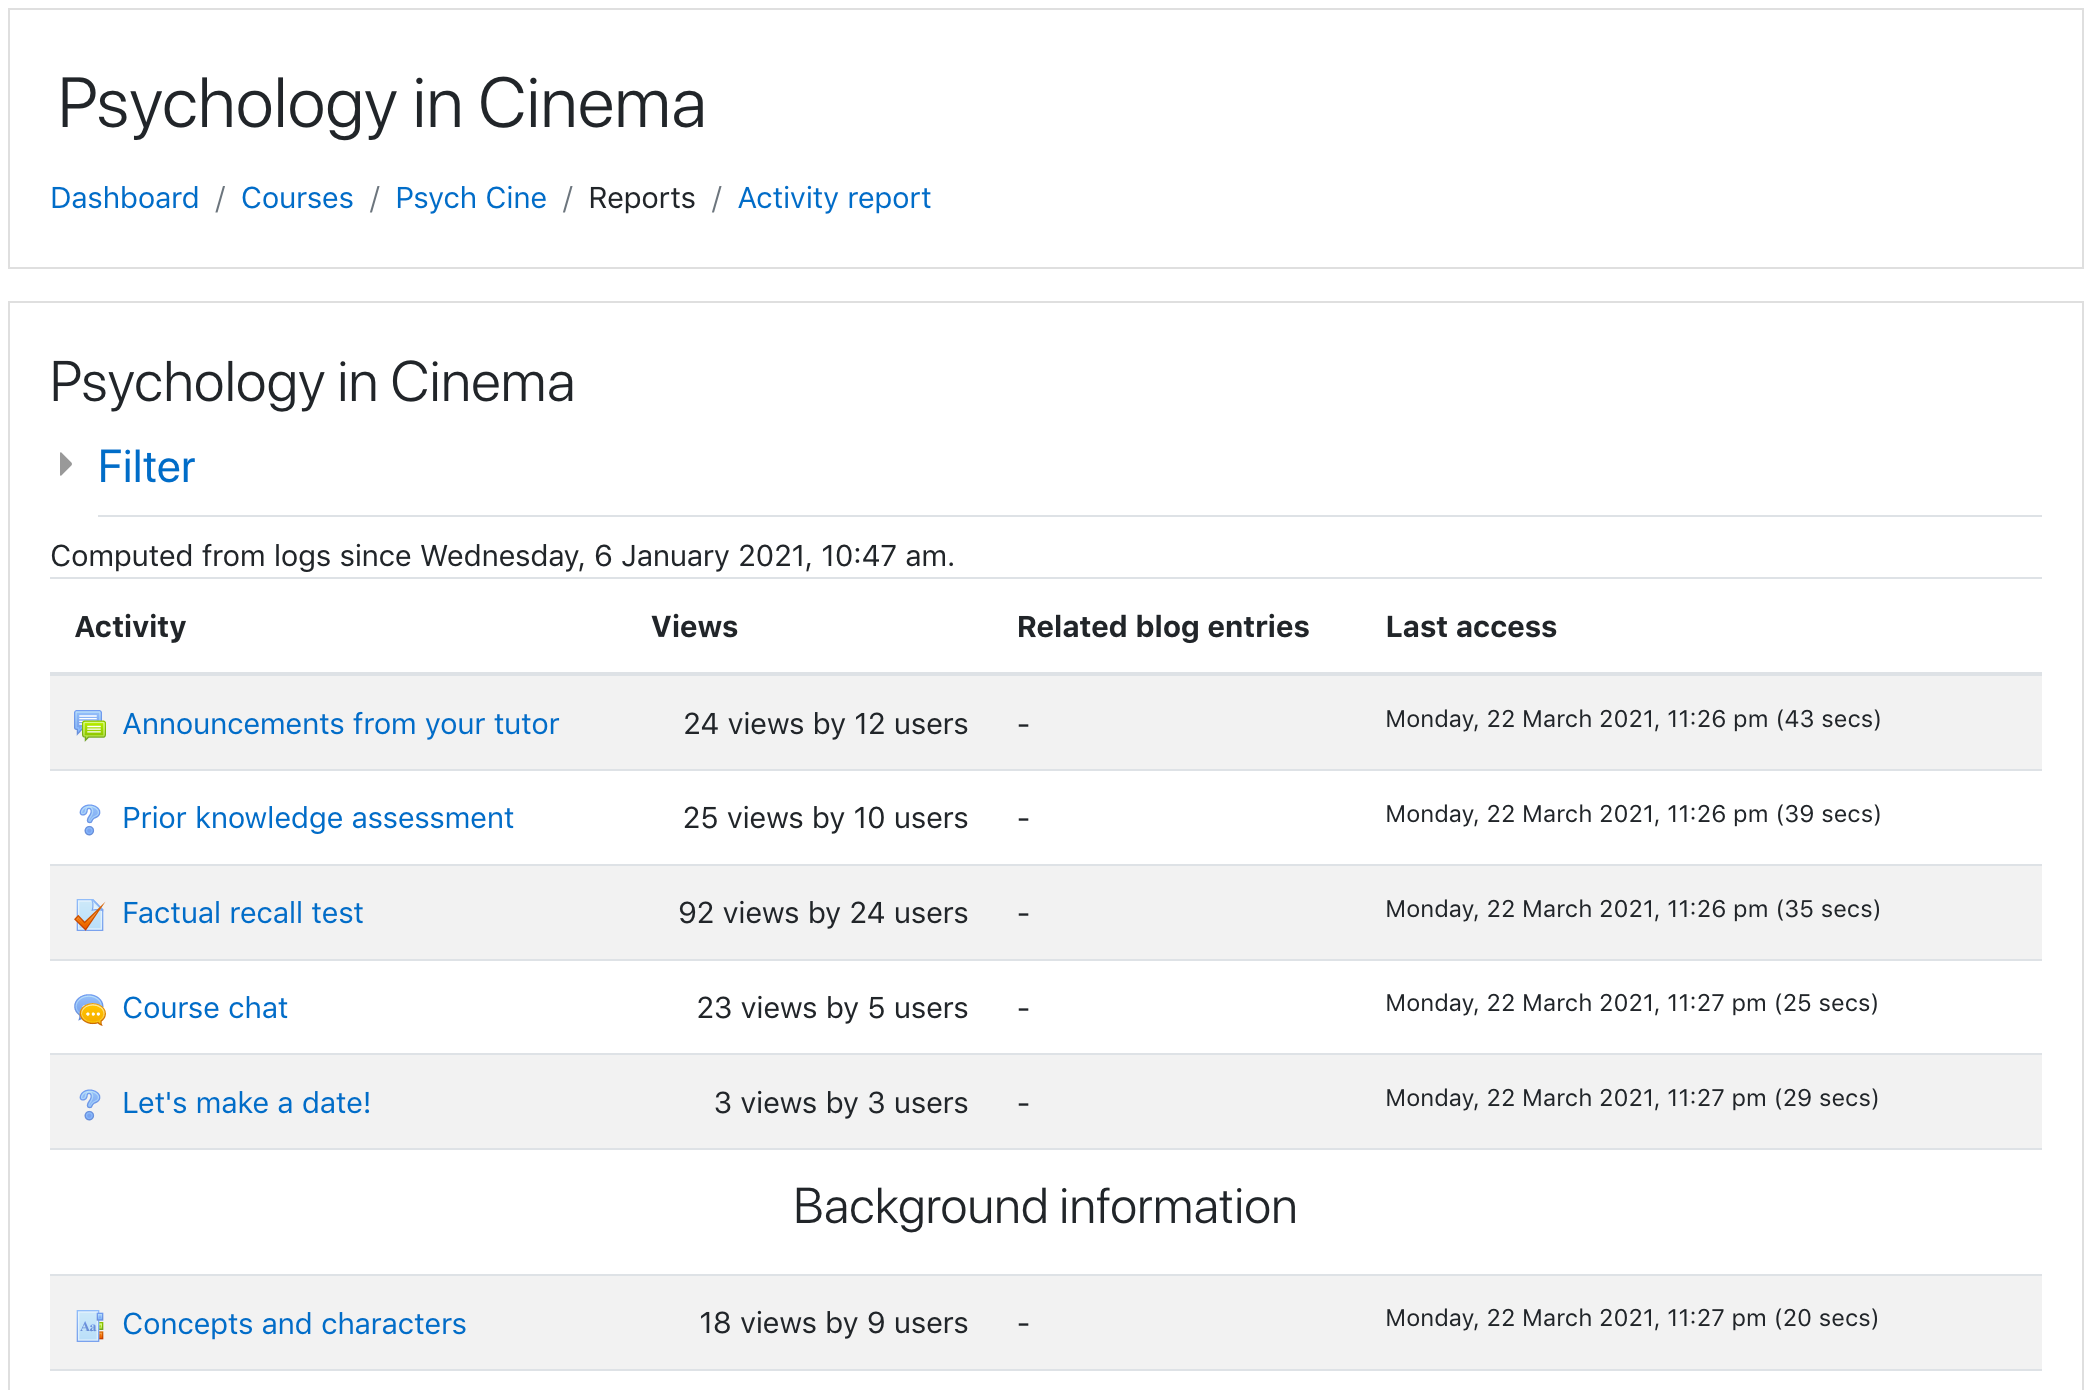 Psychology in Cinema
Dashboard / Courses / Psych Cine / Reports / Activity report
Psychology in Cinema
Filter
Computed from logs since Wednesday, 6 January 2021, 10:47 am.
Activity Views Related blog entries Last access
Announcements from your tutor 24 views by 12 users - Monday, 22 March 2021, 11:26 pm (43 secs)
Prior knowledge assessment 25 views by 10 users - Monday, 22 March 2021, 11:26 pm (39 secs)
Factual recall test 92 views by 24 users - Monday, 22 March 2021, 11:26 pm (35 secs)
Course chat 23 views by 5 users - Monday, 22 March 2021, 11:27 pm (25 secs)
Let's make a date! 3 views by 3 users - Monday, 22 March 2021, 11:27 pm (29 secs)
Background information
Aa Concepts and characters 18 views by 9 users - Monday, 22 March 2021, 11:27 pm (20 secs)